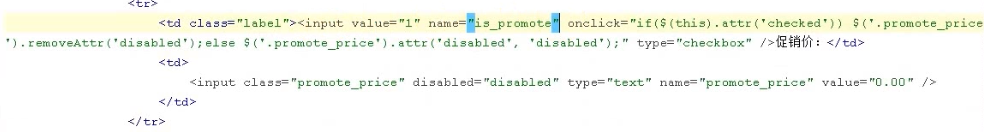 <tr>
<td class="label"><input value="1" name="is_promote" onclick="if($(this).attr('checked')) $('.promote_price
').removeAttr('disabled');else $('.promote_price').attr('disabled', 'disabled');" type="checkbox" />促销价：</td>
<td>
<input class="promote_price" disabled="disabled" type="text" name="promote_price" value="0.00" />
</td>
</tr>